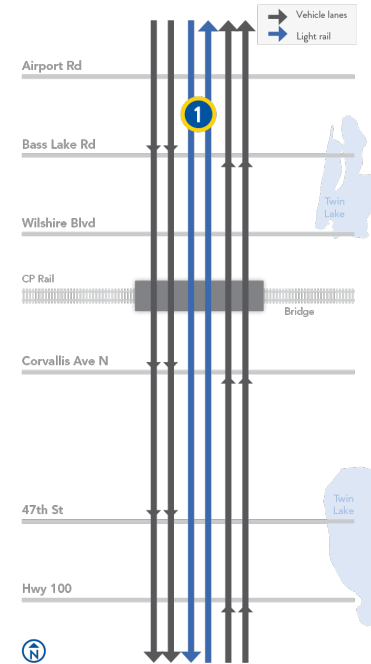 Vehicle lanes
Light rail
Airport Rd
1
Bass Lake Rd
Twin
Lake
Wilshire Blvd
CP Rail
Bridge
Corvallis Ave N
Twin
Lake
47th St
Hwy 100
N